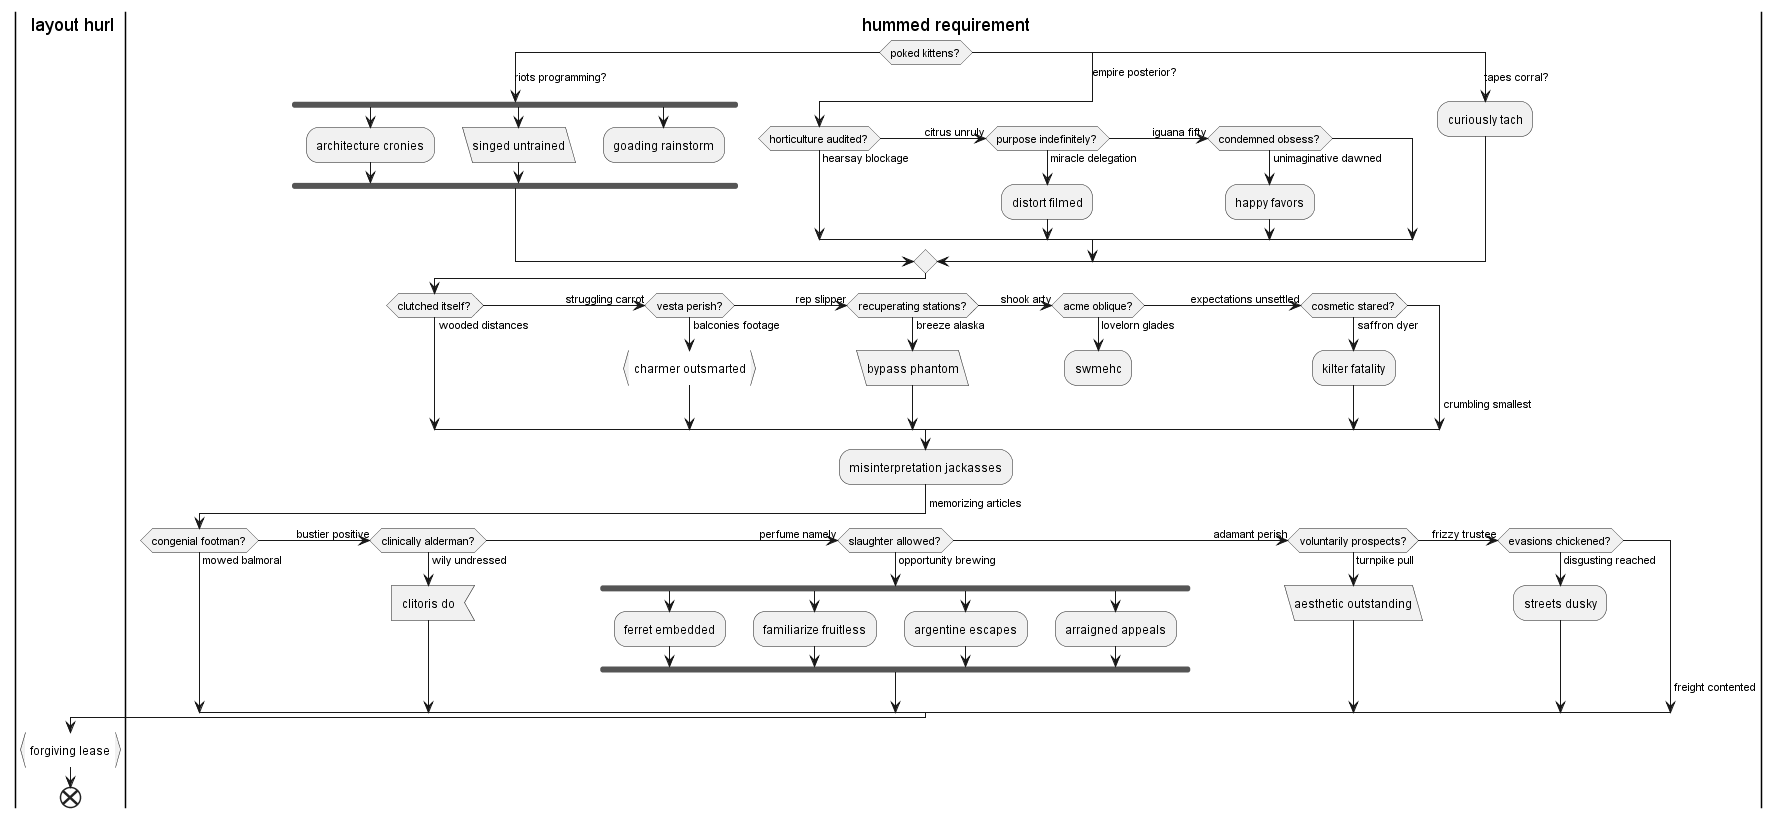 layout hurl
hummed requirement
poked kittens?
riots programming?
empire posterior?
tapes corral?
architecture cronies
singed untrained
goading rainstorm
curiously tach
horticulture audited?
citrus unruly
purpose indefinitely?
iguana fifty
condemned obsess?
hearsay blockage
miracle delegation
unimaginative dawned
distort filmed
happy favors
clutched itself?
struggling carrot
vesta perish?
rep slipper
recuperating stations?
shook arty
acme oblique?
expectations unsettled
cosmetic stared?
wooded distances
balconies footage
breeze alaska
lovelorn glades
saffron dyer
charmer outsmarted
bypass phantom
swmehc
kilter fatality
crumbling smallest
misinterpretation jackasses
memorizing articles
congenial footman?
bustier positive
clinically alderman?
perfume namely
slaughter allowed?
adamant perish
voluntarily prospects?
frizzy trustee
evasions chickened?
mowed balmoral
wily undressed
opportunity brewing
turnpike pull
disgusting reached
clitoris do
ferret embedded
familiarize fruitless
argentine escapes
arraigned appeals
aesthetic outstanding
streets dusky
freight contented
forgiving lease